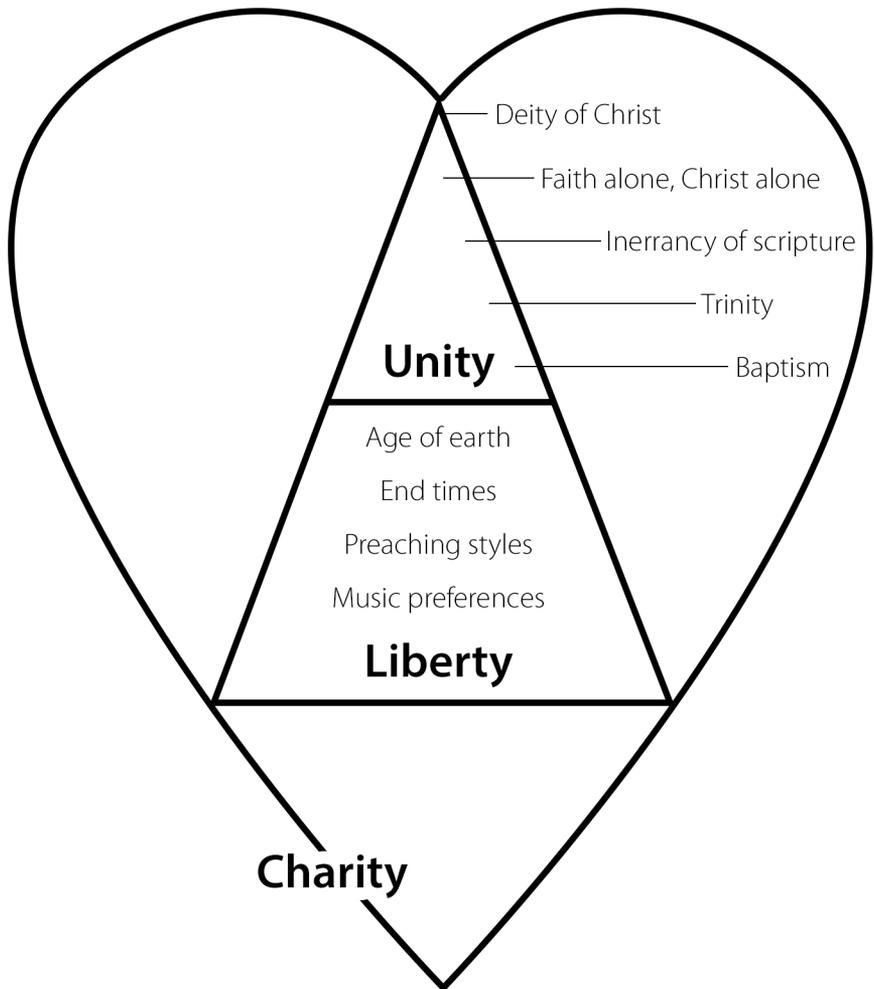 Deity of Christ
Faith alone, Christ alone
Inerrancy of scripture
Trinity
Unity
Baptism
Age of earth
End times
Preaching styles
Music preferences
Liberty
Charity